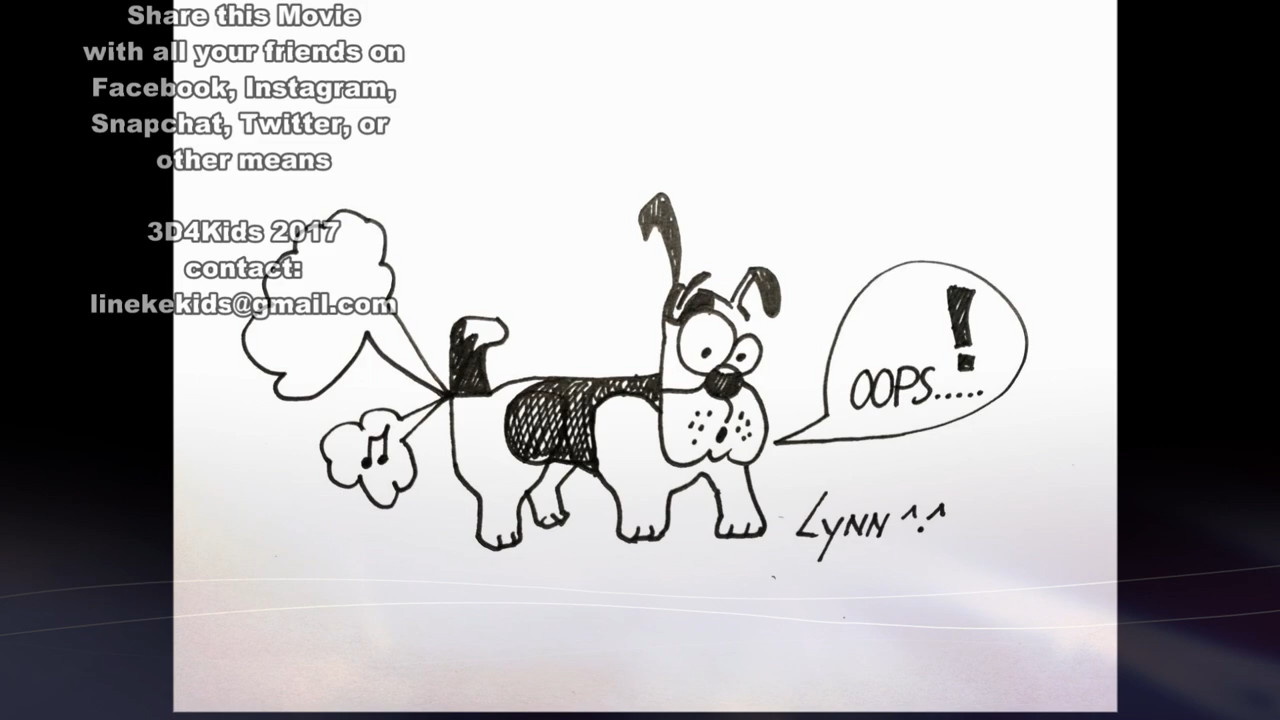 Share this Movie
with all your friends on
Facebook, Instagram,
Snapchat, Twitter, or
other means
3D4Kids 2017
contact:
linekekids@gmail.com
!
OOPS.....
LYNN ^.^